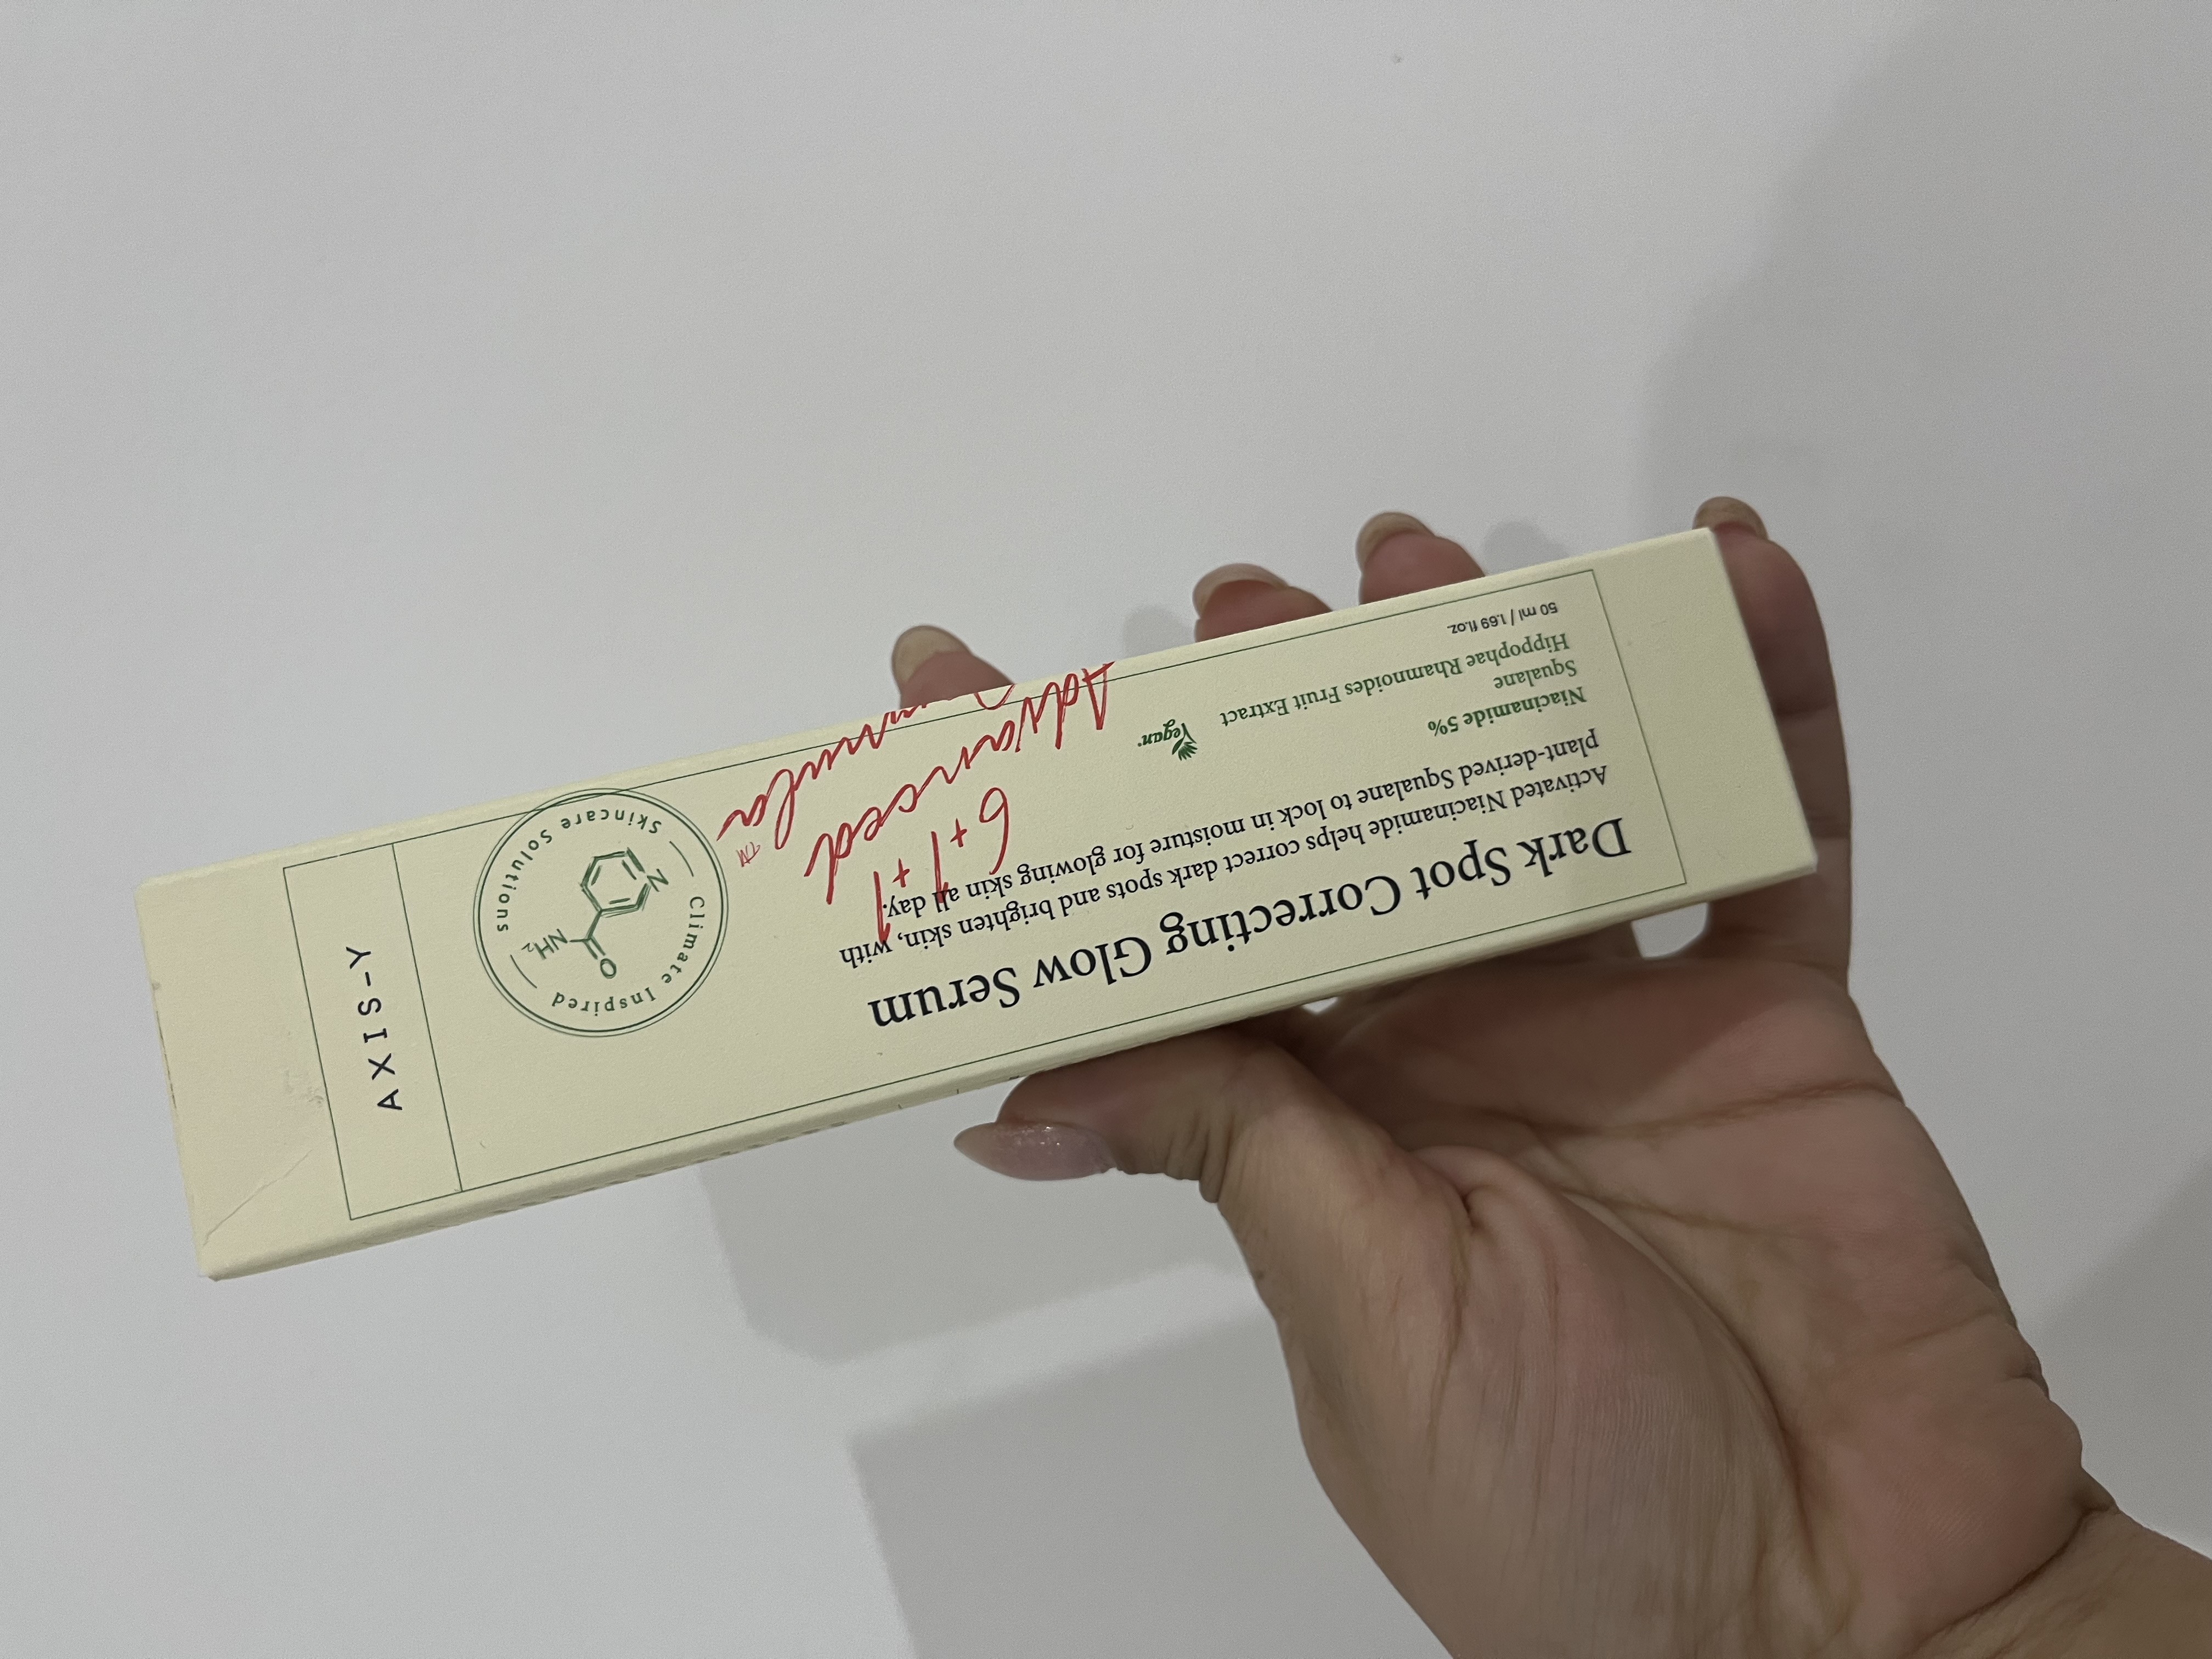 AXIS-Y
Climate Inspired
Skincare Solutions
O
NH₂
N
6+1+1
Advanced
TM
Dark Spot Correcting Glow Serum
Activated Niacinamide helps correct dark spots and brighten skin, with
plant-derived Squalane to lock in moisture for glowing skin all day.
Niacinamide 5%
Squalane
Hippophae Rhamnoides Fruit Extract
Vegan
50 ml / 1.69 fl.oz.